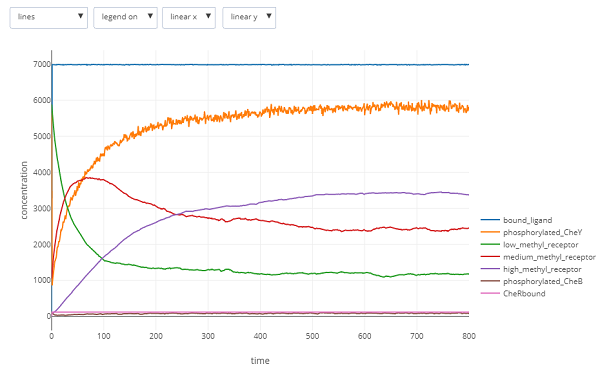 lines ▼ legend on ▼ linear x ▼ linear y ▼
7000
6000
5000
4000
3000
2000
1000
0
concentration
0 100 200 300 400 500 600 700 800
time
bound_ligand
phosphorylated_CheY
low_methyl_receptor
medium_methyl_receptor
high_methyl_receptor
phosphorylated_CheB
CheRbound